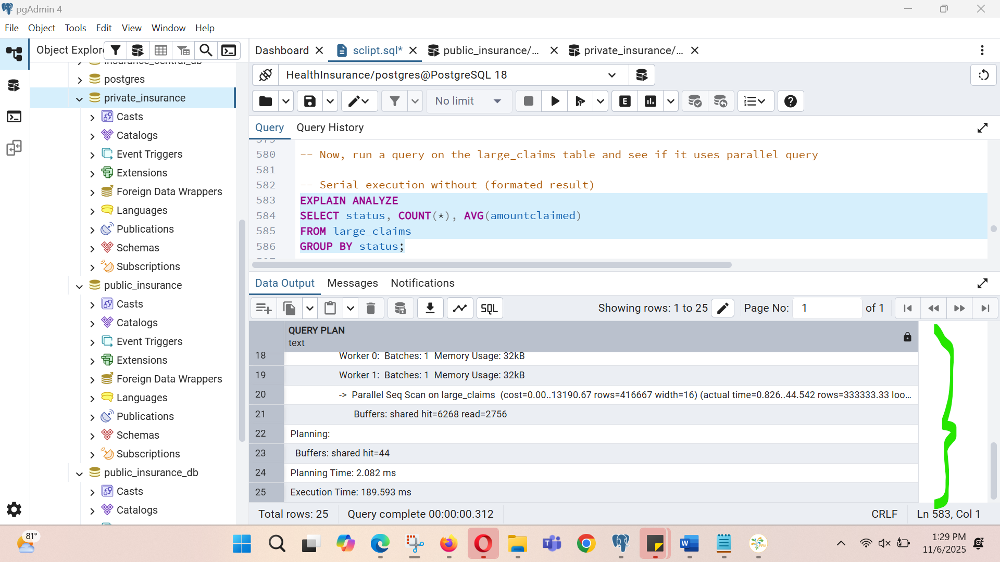 pgAdmin 4
File Object Tools Edit View Window Help
Object Explor
Dashboard
sclipt.sql*
public_insurance/...
private_insurance/...
insurance_central_db
postgres
private_insurance
Casts
Catalogs
Event Triggers
Extensions
Foreign Data Wrappers
Languages
Publications
Schemas
Subscriptions
public_insurance
Casts
Catalogs
Event Triggers
Extensions
Foreign Data Wrappers
Languages
Publications
Schemas
Subscriptions
public_insurance_db
Casts
Catalogs
HealthInsurance/postgres@PostgreSQL 18
No limit
E
Query Query History
579
580 -- Now, run a query on the large_claims table and see if it uses parallel query
581
582 -- Serial execution without (formated result)
583 EXPLAIN ANALYZE
584 SELECT status, COUNT(*), AVG(amountclaimed)
585 FROM large_claims
586 GROUP BY status;
Data Output Messages Notifications
SQL
Showing rows: 1 to 25
Page No: 1 of 1
QUERY PLAN
text
18 Worker 0: Batches: 1 Memory Usage: 32kB
19 Worker 1: Batches: 1 Memory Usage: 32kB
20 -> Parallel Seq Scan on large_claims (cost=0.00..13190.67 rows=416667 width=16) (actual time=0.826..44.542 rows=333333.33 loo...
21 Buffers: shared hit=6268 read=2756
22 Planning:
23 Buffers: shared hit=44
24 Planning Time: 2.082 ms
25 Execution Time: 189.593 ms
Total rows: 25
Query complete 00:00:00.312
CRLF
Ln 583, Col 1
81°
1:29 PM
11/6/2025